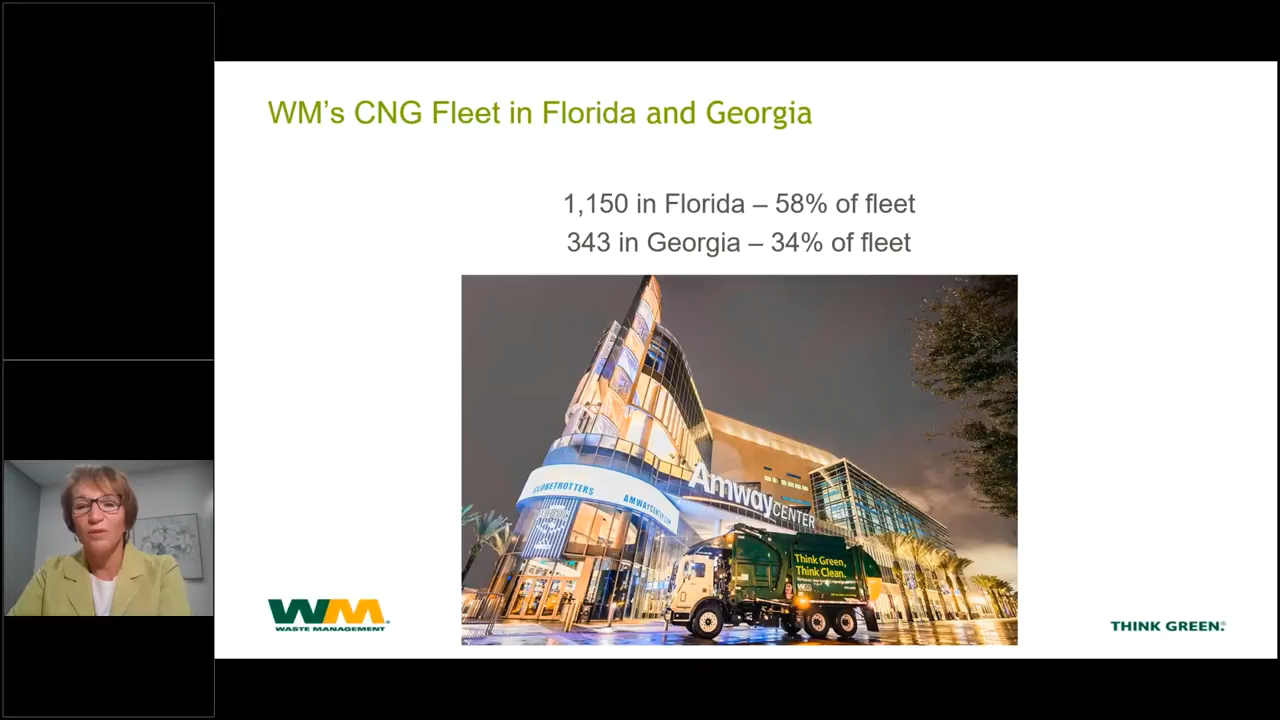 WM's CNG Fleet in Florida and Georgia
1,150 in Florida – 58% of fleet
343 in Georgia – 34% of fleet
GLOBETROTTERS
AMWAYCENTER.COM
Amway CENTER
Think Green,
Think Clean.
WM
WASTE MANAGEMENT
THINK GREEN.